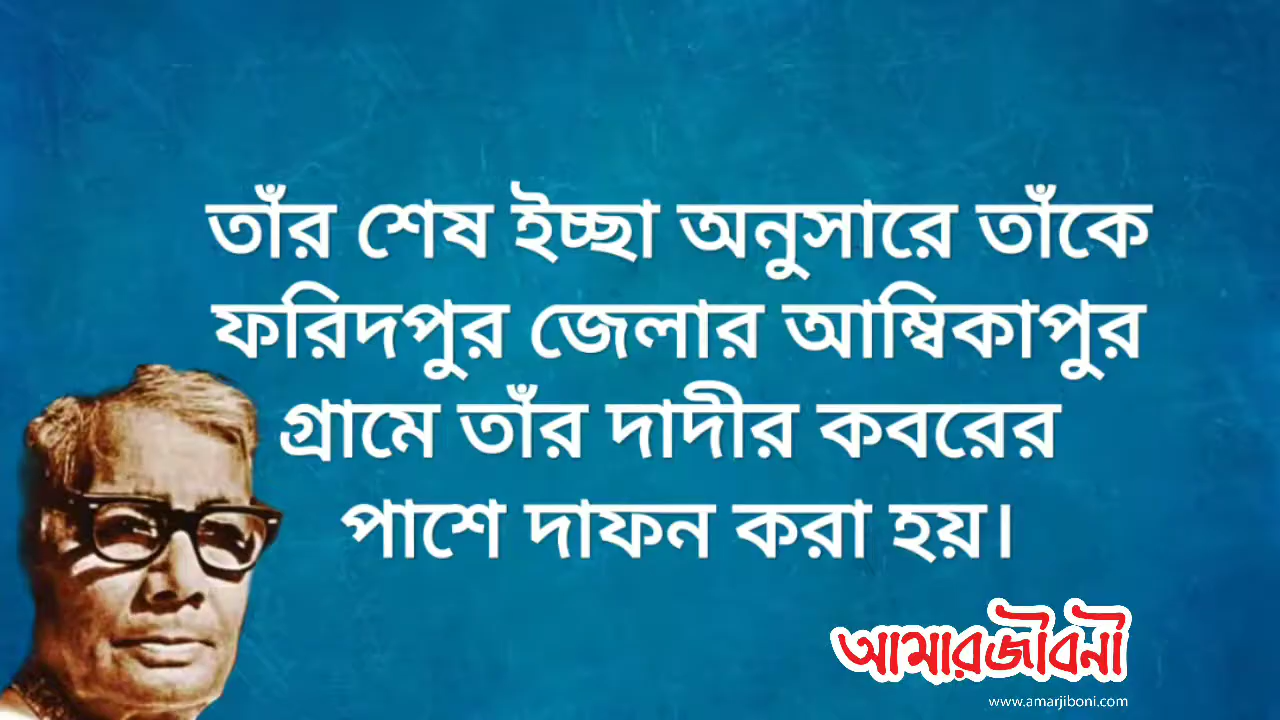 তাঁর শেষ ইচ্ছা অনুসারে তাঁকে
ফরিদপুর জেলার আম্বিকাপুর
গ্রামে তাঁর দাদীর কবরের
পাশে দাফন করা হয়।
আমারজীবনী
www.amarjiboni.com